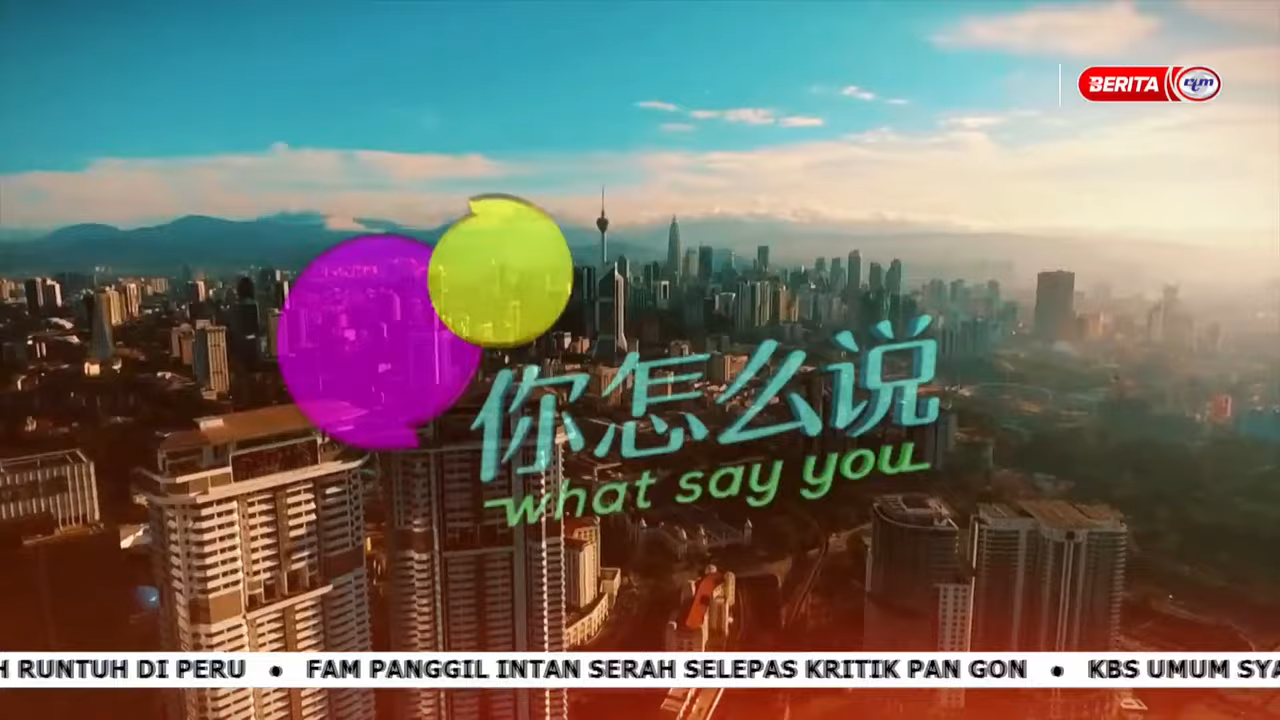 BERITA rtm
你怎么说
what say you
H RUNTUH DI PERU • FAM PANGGIL INTAN SERAH SELEPAS KRITIK PAN GON • KBS UMUM SYA